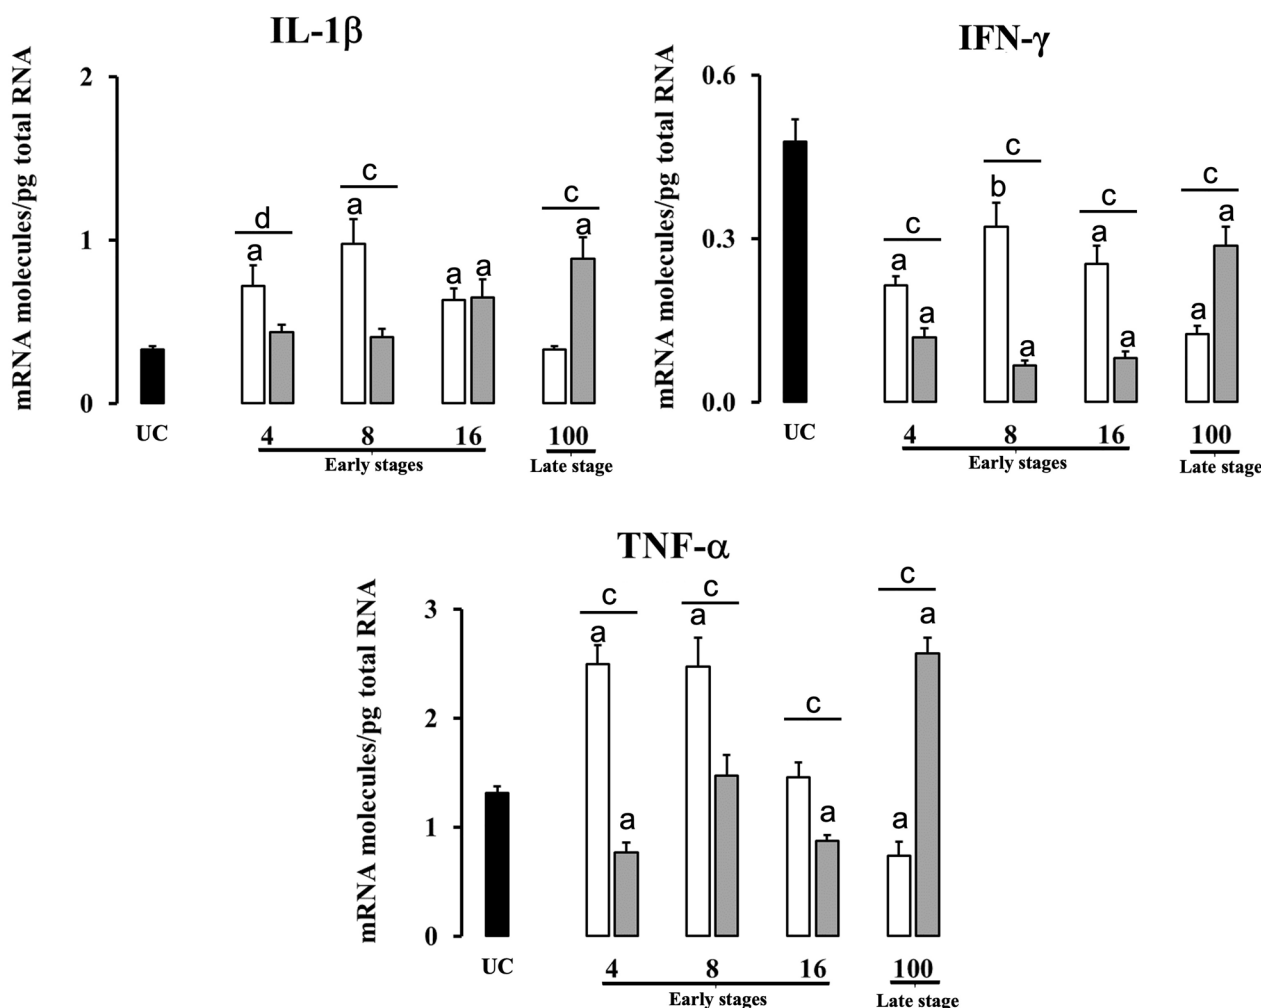 IL-1β
mRNA molecules/pg total RNA
2
1
0
d
a
c
a
a
a
c
a
UC
4
8
16
100
Early stages
Late stage
IFN-γ
mRNA molecules/pg total RNA
0.6
0.3
0.0
c
a
a
c
b
a
c
a
a
c
a
a
UC
4
8
16
100
Early stages
Late stage
TNF-α
mRNA molecules/pg total RNA
3
2
1
0
c
a
a
c
a
c
a
c
a
a
UC
4
8
16
100
Early stages
Late stage